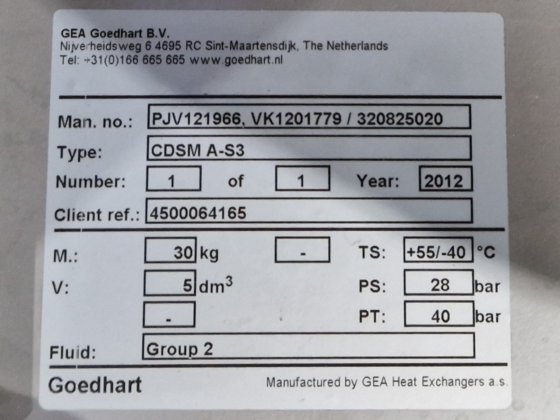 GEA Goedhart B.V.
Nijverheidsweg 6 4695 RC Sint-Maartensdijk, The Netherlands
Tel: +31(0)166 665 665 www.goedhart.nl
Man. no.: PJV121966, VK1201779 / 320825020
Type: CDSM A-S3
Number: 1 of 1 Year: 2012
Client ref.: 4500064165
M.: 30 kg - TS: +55/-40 °C
V: 5 dm³ PS: 28 bar
- PT: 40 bar
Fluid: Group 2
Goedhart Manufactured by GEA Heat Exchangers a.s.